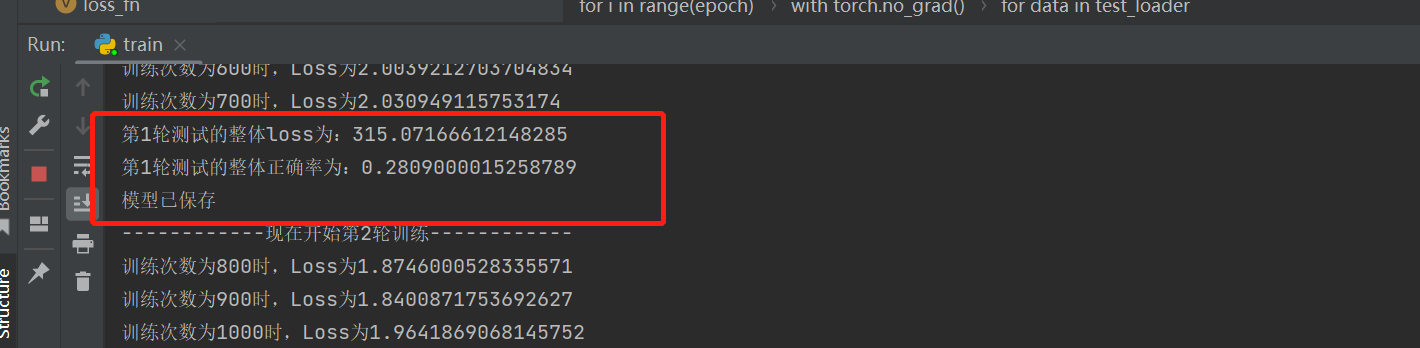 loss_fn
for i in range(epoch) › with torch.no_grad() › for data in test_loader
Run: train ×
训练次数为600时，Loss为2.0039212703704834
训练次数为700时，Loss为2.030949115753174
第1轮测试的整体loss为：315.07166612148285
第1轮测试的整体正确率为：0.2809000015258789
模型已保存
------------现在开始第2轮训练------------
训练次数为800时，Loss为1.8746000528335571
训练次数为900时，Loss为1.8400871753692627
训练次数为1000时，Loss为1.9641869068145752
Bookmarks
Structure